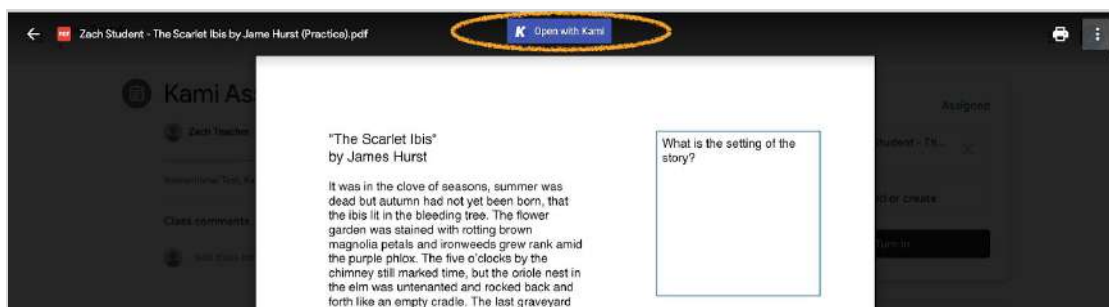 Zach Student - The Scarlet Ibis by Jame Hurst (Practice).pdf
K Open with Kami
Kami As
Assigned
Zach Teacher
Class comments
Turn in
"The Scarlet Ibis"
by James Hurst
It was in the clove of seasons, summer was
dead but autumn had not yet been born, that
the ibis lit in the bleeding tree. The flower
garden was stained with rotting brown
magnolia petals and ironweeds grew rank amid
the purple phlox. The five o'clocks by the
chimney still marked time, but the oriole nest in
the elm was untenanted and rocked back and
forth like an empty cradle. The last graveyard
What is the setting of the
story?